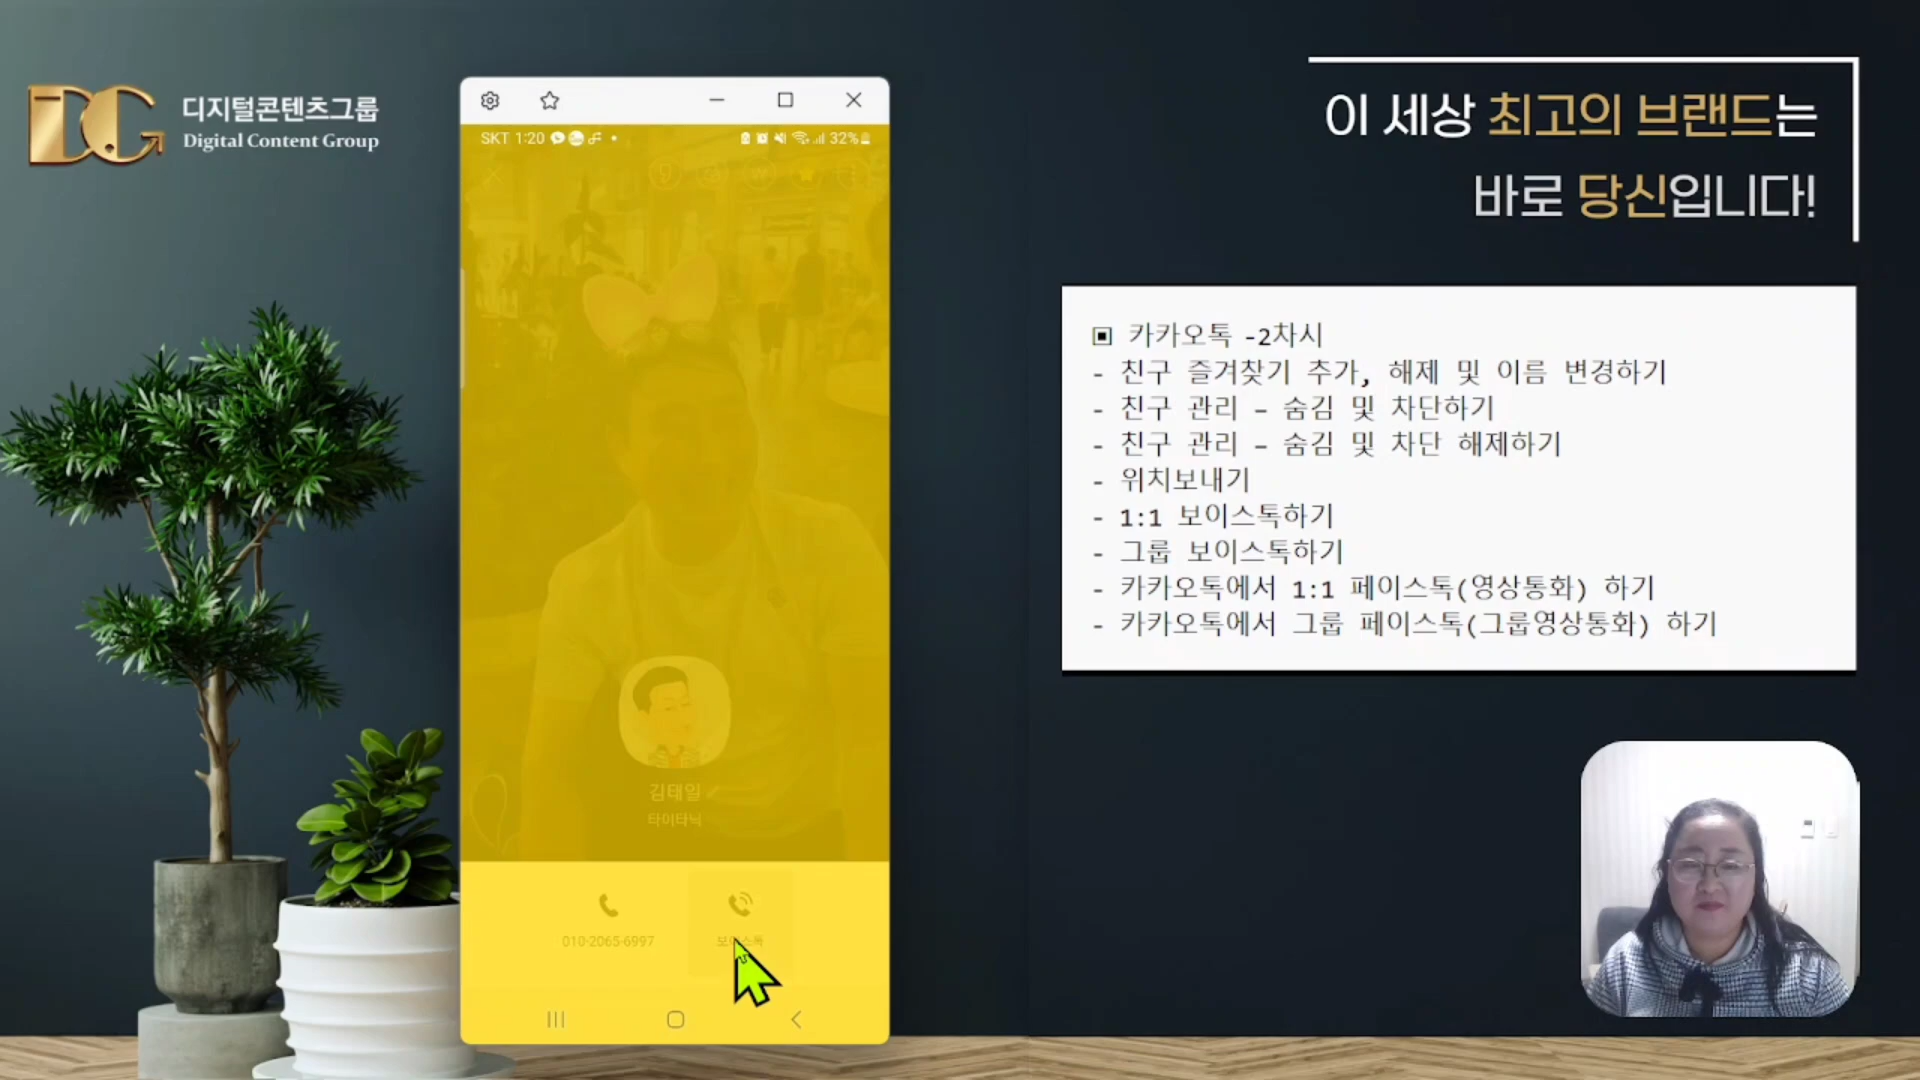 디지털콘텐츠그룹
Digital Content Group
SKT 1:20
32%
김태일
타이타닉
010-2065-6997
이 세상 최고의 브랜드는
바로 당신입니다!
▣ 카카오톡 -2차시
- 친구 즐겨찾기 추가, 해제 및 이름 변경하기
- 친구 관리 – 숨김 및 차단하기
- 친구 관리 – 숨김 및 차단 해제하기
- 위치보내기
- 1:1 보이스톡하기
- 그룹 보이스톡하기
- 카카오톡에서 1:1 페이스톡(영상통화) 하기
- 카카오톡에서 그룹 페이스톡(그룹영상통화) 하기